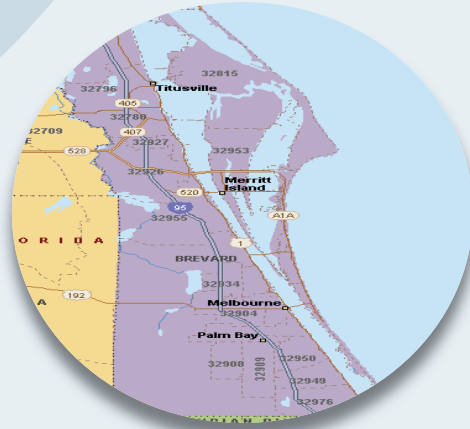 32815
32796
Titusville
405
32780
407
32709
32927
E
528
32953
32926
Merritt
Island
520
95
A1A
32955
ORIDA
1
BREVARD
192
A
32934
Melbourne
32904
Palm Bay
32950
32908
32909
32949
32976